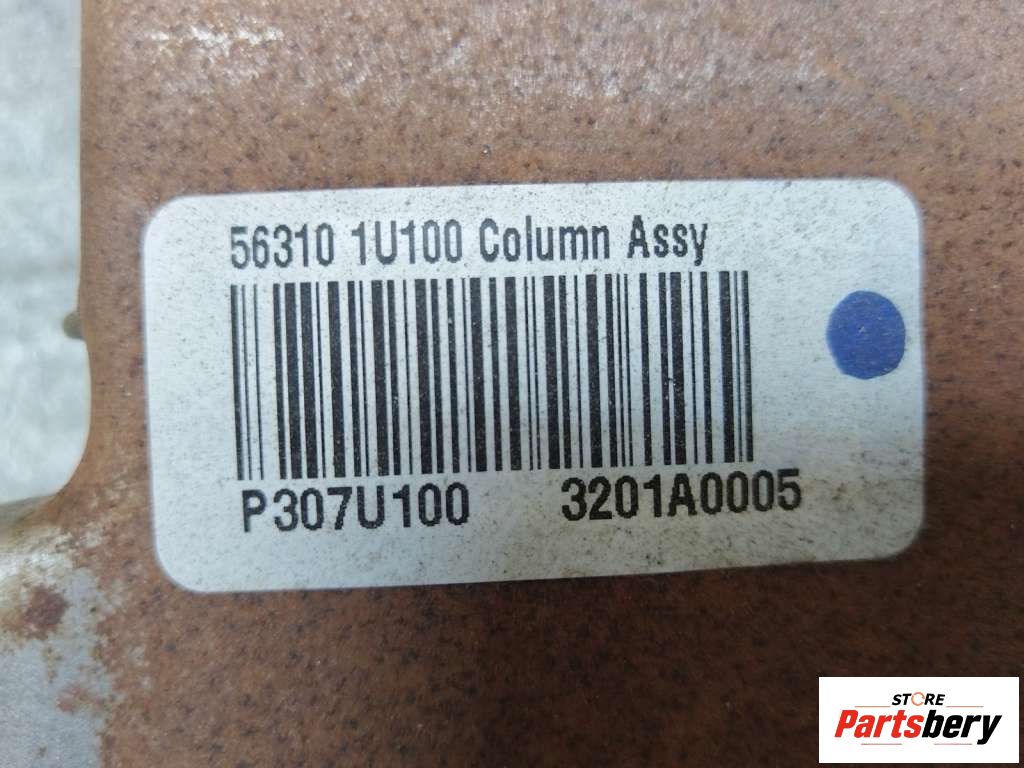 56310 1U100 Column Assy
P307U100 3201A0005
STORE
Partsbery